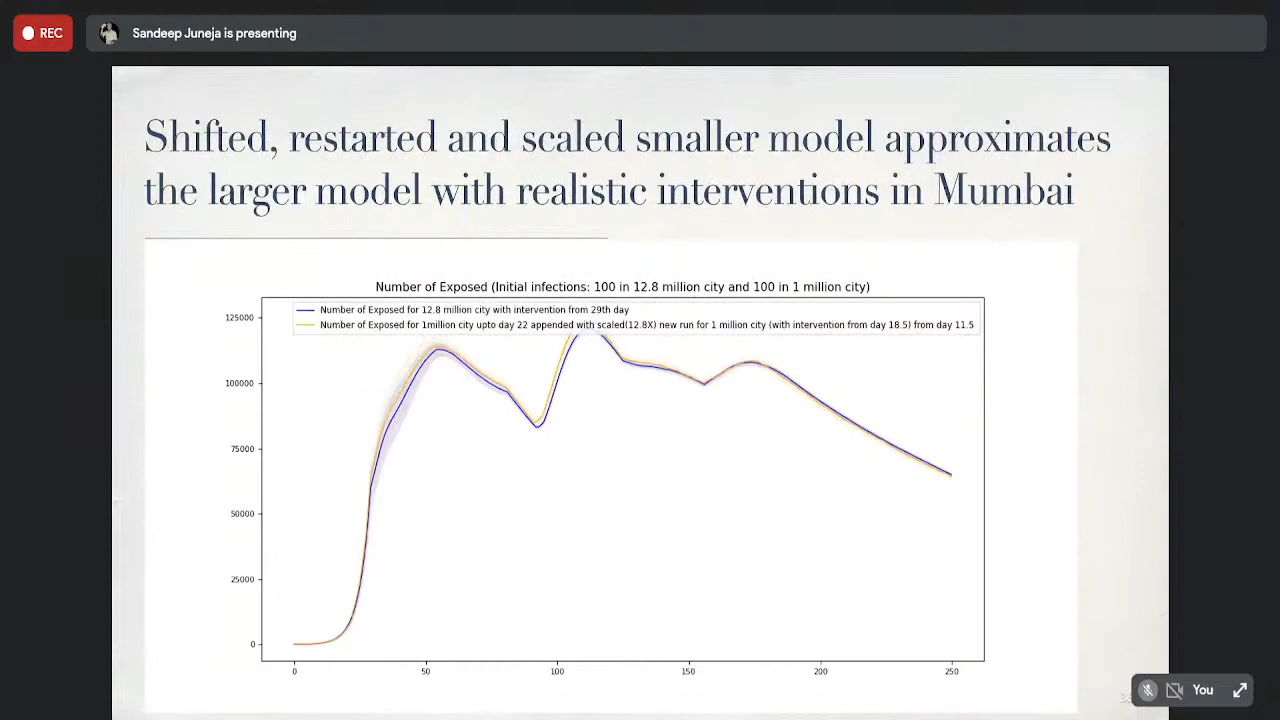 REC
Sandeep Juneja is presenting
Shifted, restarted and scaled smaller model approximates
the larger model with realistic interventions in Mumbai
Number of Exposed (Initial infections: 100 in 12.8 million city and 100 in 1 million city)
Number of Exposed for 12.8 million city with intervention from 29th day
Number of Exposed for 1million city upto day 22 appended with scaled(12.8X) new run for 1 million city (with intervention from day 18.5) from day 11.5
125000
100000
75000
50000
25000
0
0 50 100 150 200 250
You